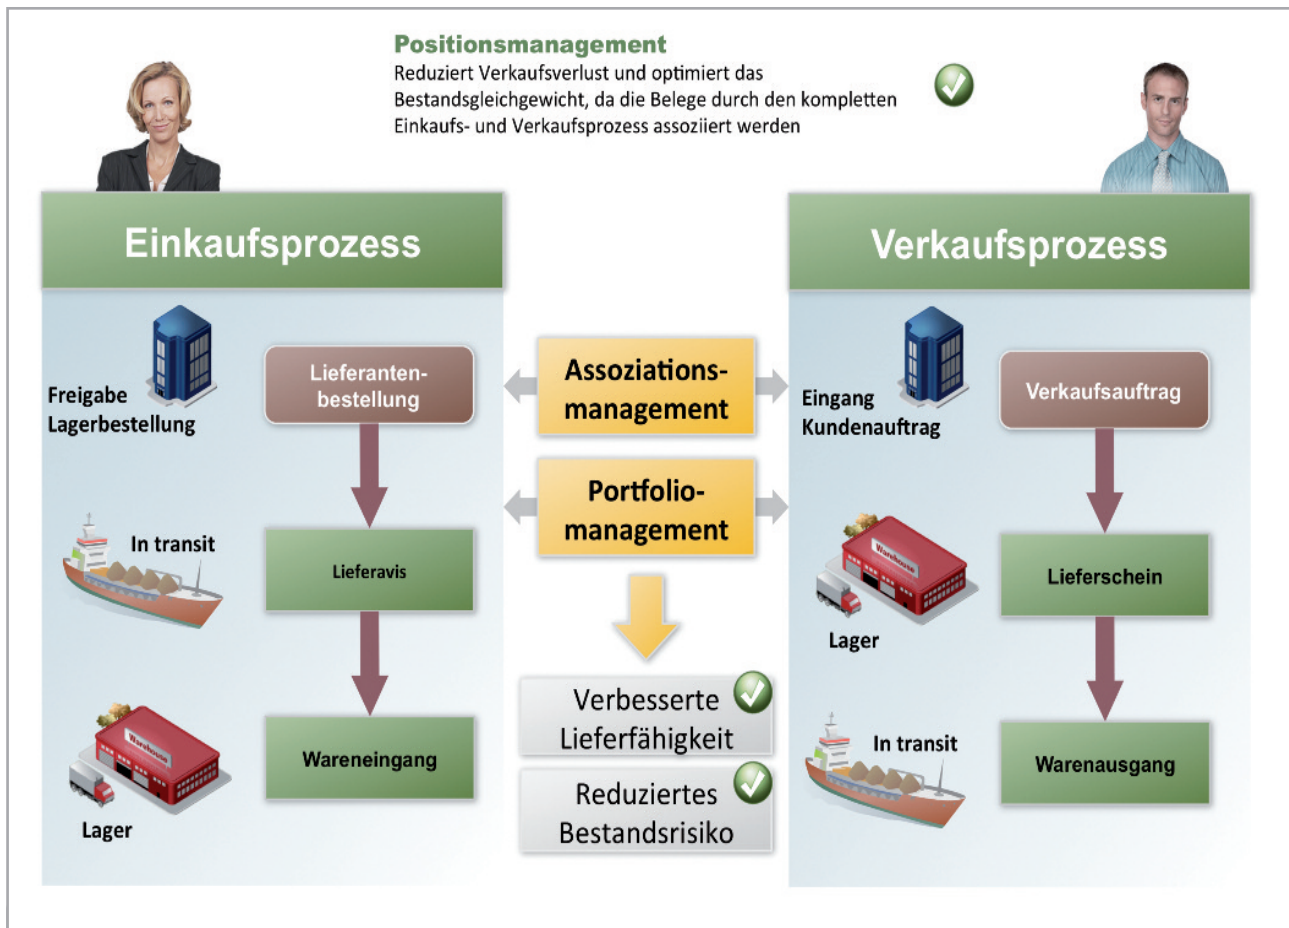 Positionsmanagement
Reduziert Verkaufsverlust und optimiert das
Bestandsgleichgewicht, da die Belege durch den kompletten
Einkaufs- und Verkaufsprozess assoziiert werden
Einkaufsprozess
Freigabe
Lagerbestellung
Lieferanten-
bestellung
In transit
Lieferavis
Warehouse
Lager
Wareneingang
Assoziations-
management
Portfolio-
management
Verbesserte
Lieferfähigkeit
Reduziertes
Bestandsrisiko
Verkaufsprozess
Eingang
Kundenauftrag
Verkaufsauftrag
Warehouse
Lager
Lieferschein
In transit
Warenausgang